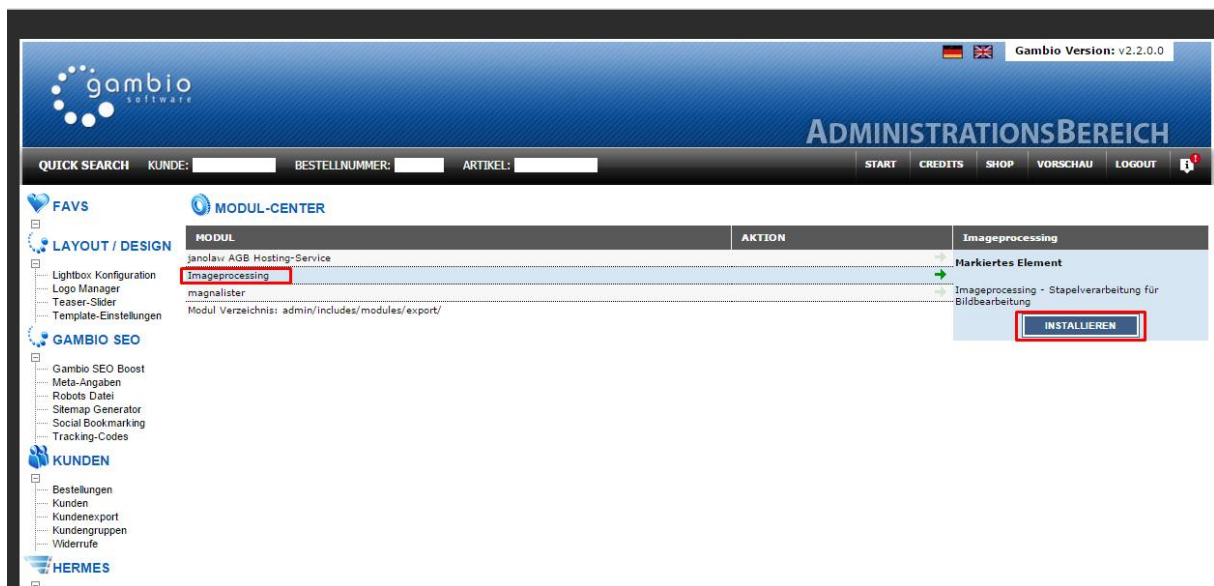 Gambio Version: v2.2.0.0
gambio
software
ADMINISTRATIONSBEREICH
QUICK SEARCH KUNDE: BESTELLNUMMER: ARTIKEL: START CREDITS SHOP VORSCHAU LOGOUT
FAVS
LAYOUT / DESIGN
Lightbox Konfiguration
Logo Manager
Teaser-Slider
Template-Einstellungen
GAMBIO SEO
Gambio SEO Boost
Meta-Angaben
Robots Datei
Sitemap Generator
Social Bookmarking
Tracking-Codes
KUNDEN
Bestellungen
Kunden
Kundenexport
Kundengruppen
Widerrufe
HERMES
MODUL-CENTER
MODUL AKTION
janolaw AGB Hosting-Service
Imageprocessing
magnalister
Modul Verzeichnis: admin/includes/modules/export/
Imageprocessing
Markiertes Element
Imageprocessing - Stapelverarbeitung für
Bildbearbeitung
INSTALLIEREN